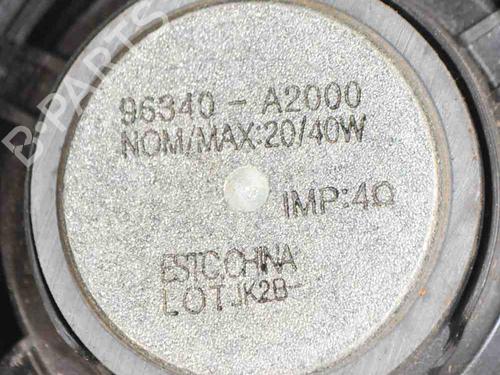 B-PARTS
96340-A2000
NOM/MAX:20/40W
IMP:4Ω
ESTC,CHINA
LOT.JK2B-